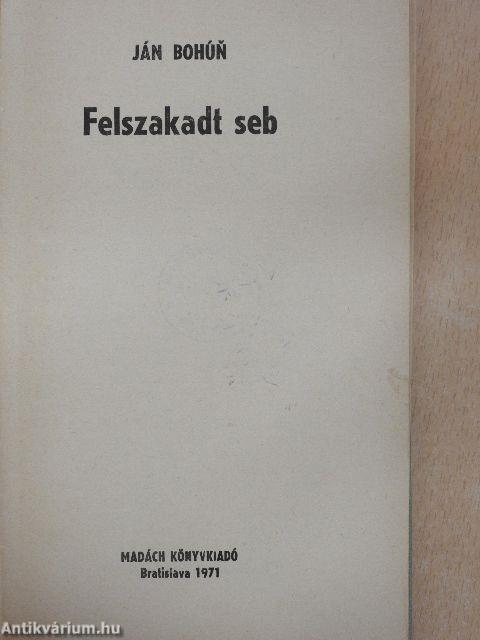 JÁN BOHÚŇ
Felszakadt seb
MADÁCH KÖNYVKIADÓ
Bratislava 1971
Antikvárium.hu